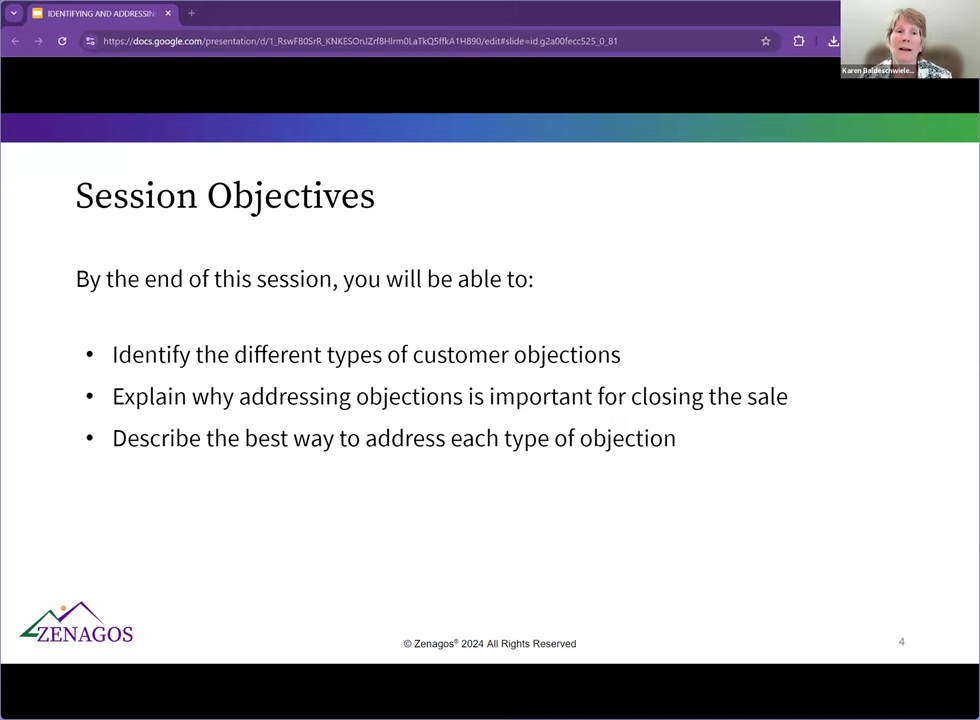 IDENTIFYING AND ADDRESSIN
https://docs.google.com/presentation/d/1_RswFB0SrR_KNKESOnJZrf8Hlrm0LaTkQ5ffkA1H890/edit#slide=id.g2a00fecc525_0_81
Karen Baldeschwiele...
Session Objectives
By the end of this session, you will be able to:
• Identify the different types of customer objections
• Explain why addressing objections is important for closing the sale
• Describe the best way to address each type of objection
ZENAGOS
© Zenagos® 2024 All Rights Reserved
4